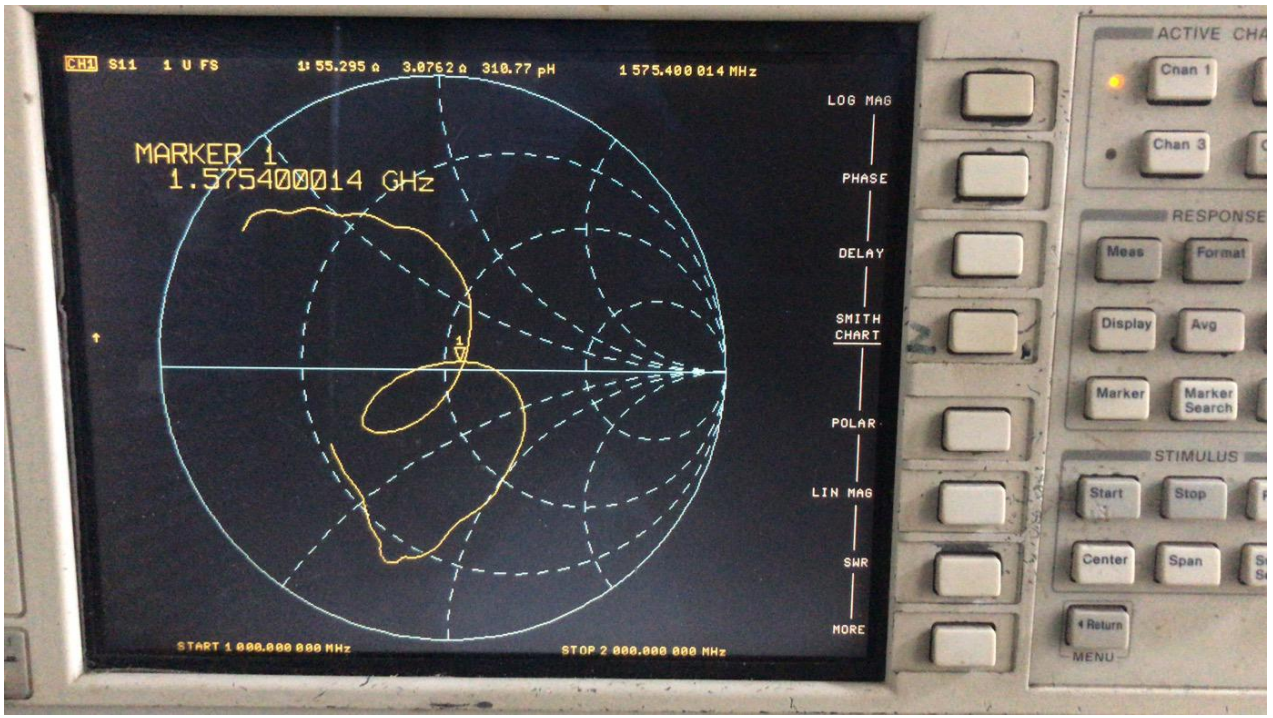 CH1 S11 1 U FS 1: 55.295 Ω 3.0762 Ω 310.77 pH 1 575.400 014 MHz
MARKER 1
1.575400014 GHz
1
START 1 000.000 000 MHz STOP 2 000.000 000 MHz
LOG MAG
PHASE
DELAY
SMITH
CHART
POLAR
LIN MAG
SWR
MORE
ACTIVE CHA
Chan 1
Chan 3
RESPONSE
Meas Format
Display Avg
Marker Marker
Search
STIMULUS
Start Stop
Center Span
Return
MENU